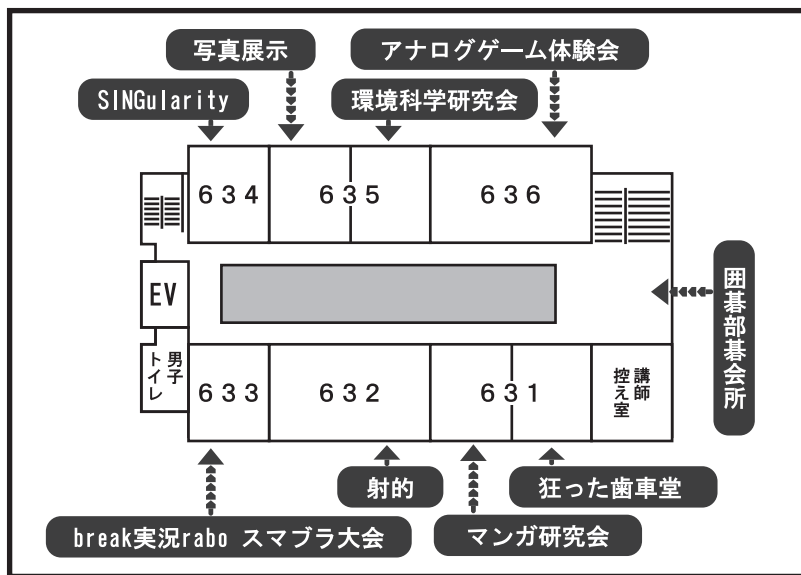 写真展示
アナログゲーム体験会
SINGularity
環境科学研究会
634
635
636
EV
囲碁部碁会所
男子トイレ
633
632
631
講師控え室
射的
狂った歯車堂
break実況rabo スマブラ大会
マンガ研究会